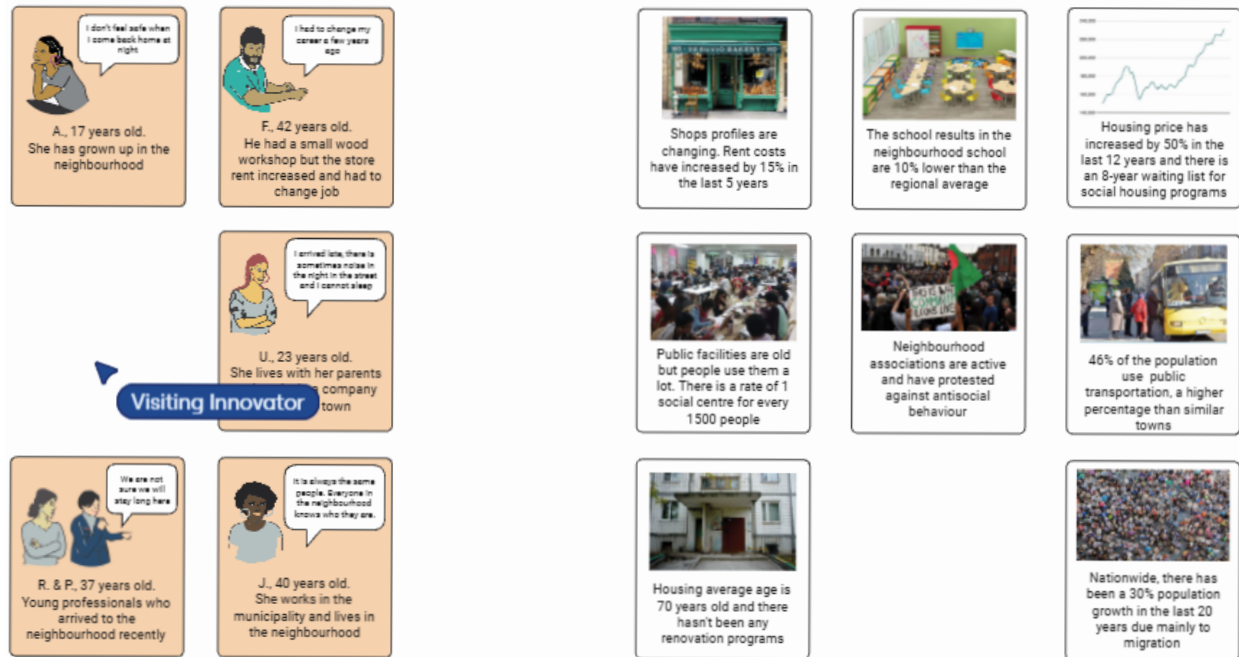 I don't feel safe when
I come back home at
night
A., 17 years old.
She has grown up in the
neighbourhood
I had to change my
career a few years
ago
F., 42 years old.
He had a small wood
workshop but the store
rent increased and had to
change job
Shops profiles are
changing. Rent costs
have increased by 15% in
the last 5 years
The school results in the
neighbourhood school
are 10% lower than the
regional average
Housing price has
increased by 50% in the
last 12 years and there is
an 8-year waiting list for
social housing programs
I arrived late, there is
sometimes noise in
the night in the street
and I cannot sleep
U., 23 years old.
She lives with her parents
company
town
Visiting Innovator
Public facilities are old
but people use them a
lot. There is a rate of 1
social centre for every
1500 people
Neighbourhood
associations are active
and have protested
against antisocial
behaviour
46% of the population
use public
transportation, a higher
percentage than similar
towns
We are not
sure we will
stay long here
R. & P., 37 years old.
Young professionals who
arrived to the
neighbourhood recently
It is always the same
people. Everyone in
the neighbourhood
knows who they are.
J., 40 years old.
She works in the
municipality and lives in
the neighbourhood
Housing average age is
70 years old and there
hasn't been any
renovation programs
Nationwide, there has
been a 30% population
growth in the last 20
years due mainly to
migration